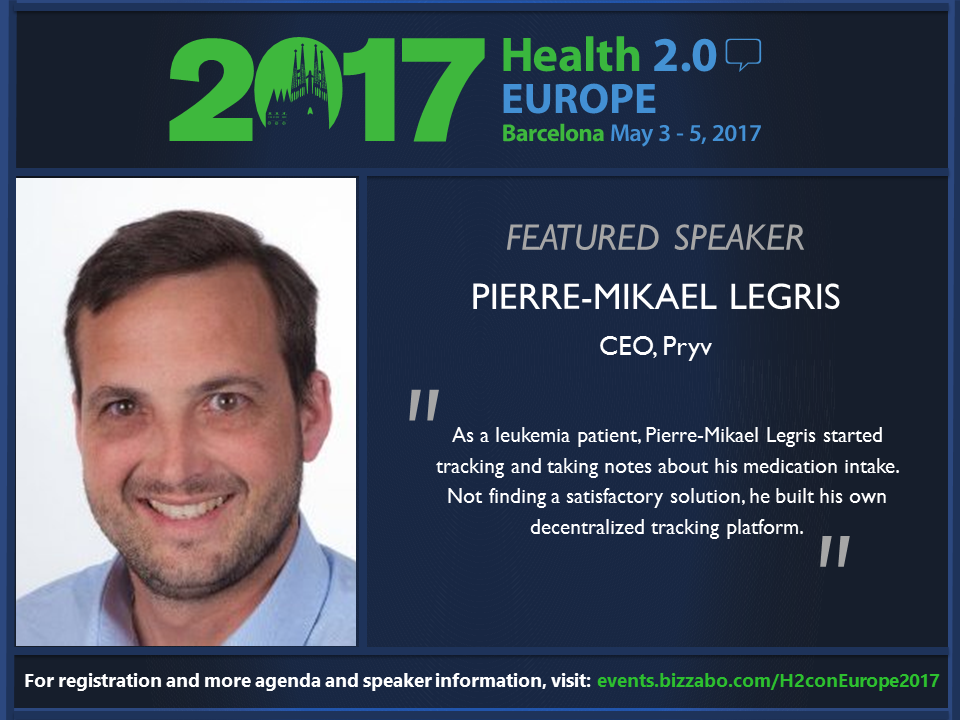 2017
Health 2.0
EUROPE
Barcelona May 3 - 5, 2017
FEATURED SPEAKER
PIERRE-MIKAEL LEGRIS
CEO, Pryv
"
As a leukemia patient, Pierre-Mikael Legris started
tracking and taking notes about his medication intake.
Not finding a satisfactory solution, he built his own
decentralized tracking platform.
"
For registration and more agenda and speaker information, visit: events.bizzabo.com/H2conEurope2017